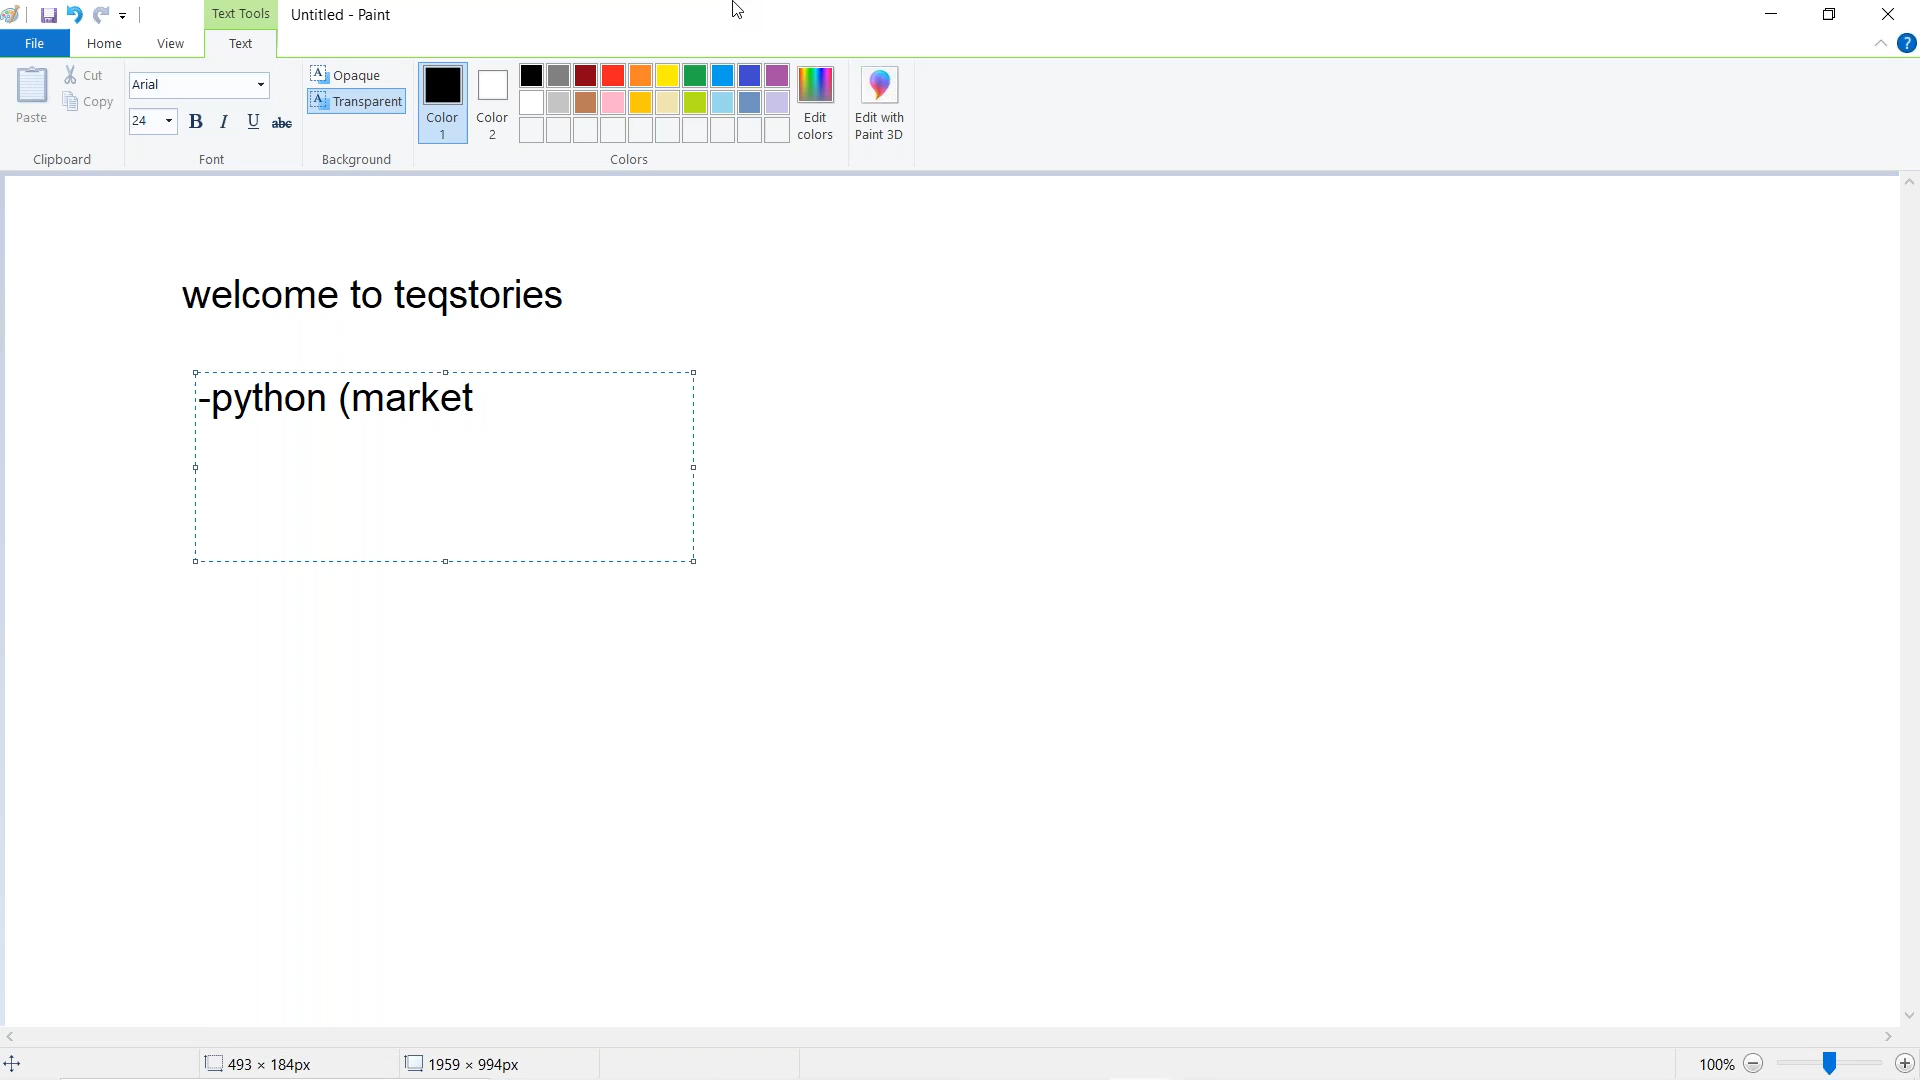 Text Tools
Untitled - Paint
File
Home
View
Text
Paste
Cut
Copy
Clipboard
Arial
24
B I U abc
Font
A Opaque
A Transparent
Background
Color
1
Color
2
Colors
Edit
colors
Edit with
Paint 3D
?
welcome to teqstories
-python (market
493 × 184px
1959 × 994px
100%